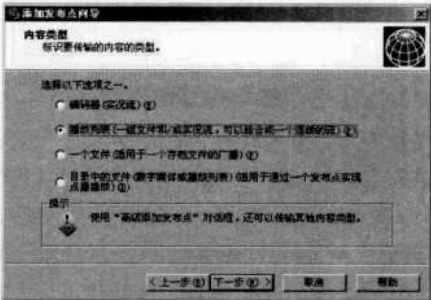 添加发布点向导
内容类型
标识要传输的内容的类型。
选择以下选项之一。
编码器(实况流)(E)
播放列表(一组文件和/或实况流，可以结合成一个连续的流)(P)
一个文件(适用于一个存档文件的广播)(O)
目录中的文件(数字媒体或播放列表)(适用于通过一个发布点实现
点播播放)(D)
提示
使用“高级添加发布点”对话框，还可以传输其他内容类型。
<上一步(B) 下一步(N)> 取消 帮助